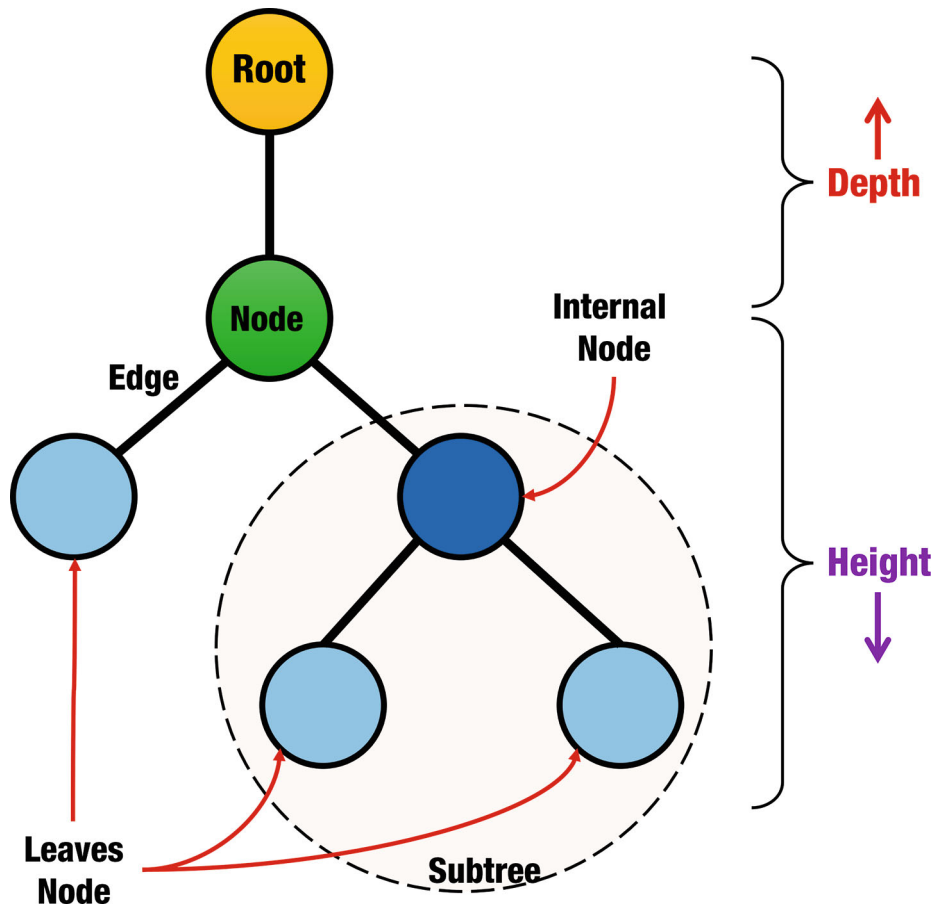 Root
Depth
Node
Internal
Node
Edge
Height
Leaves
Node
Subtree